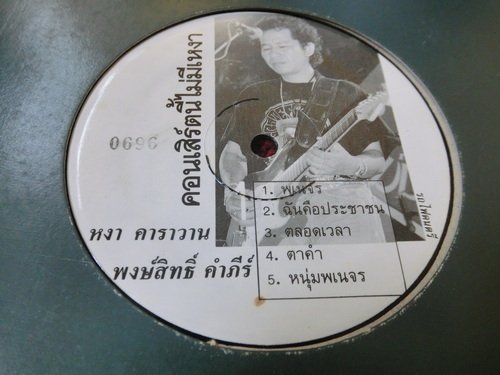 คอนเสิร์ตนี้ไม่มีเหงา
0696
หงา คาราวาน
พงษ์สิทธิ์ คำภีร์
1. พเนจร
2. ฉันคือประชาชน
3. ตลอดเวลา
4. ตาคำ
5. หนุ่มพเนจร